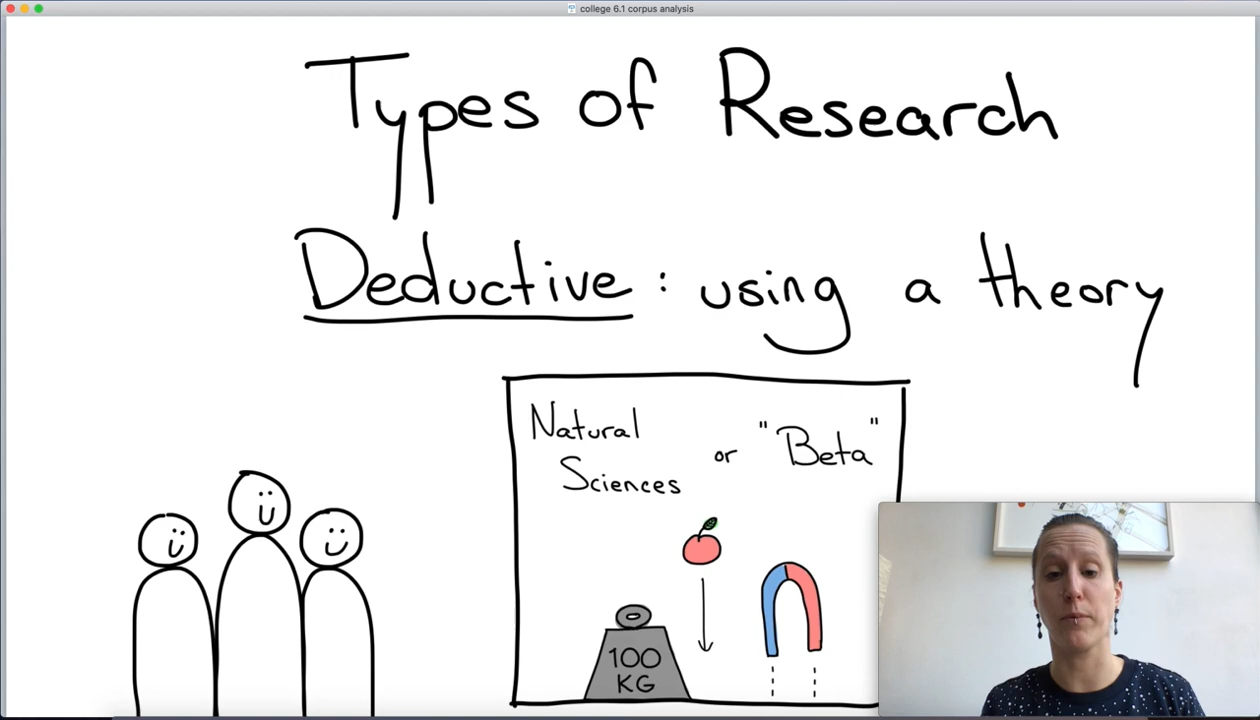 college 6.1 corpus analysis
Types of Research
Deductive : using a theory
Natural
Sciences or "Beta"
100
KG